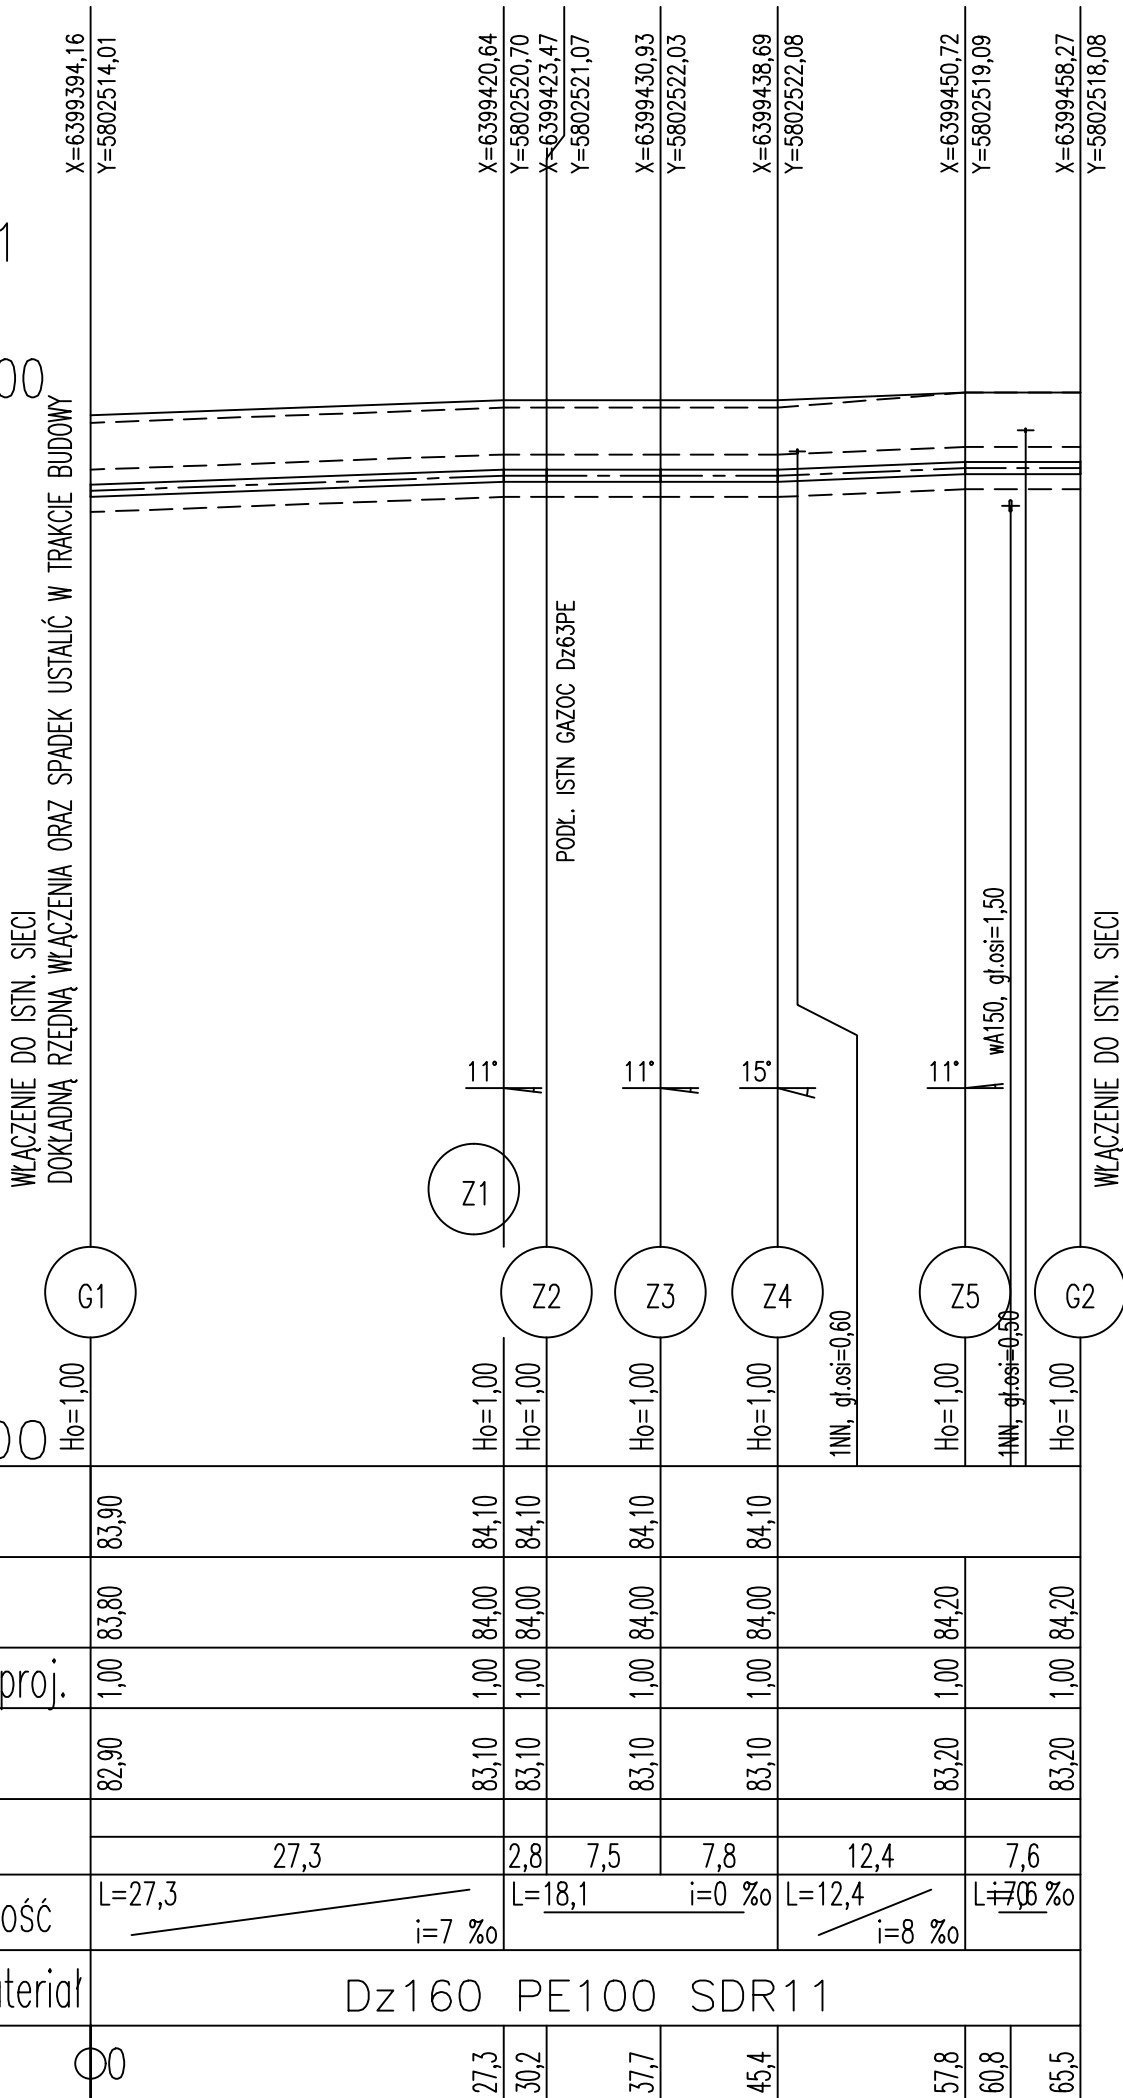 X=6399394,16
Y=5802514,01
X=6399420,64
Y=5802520,70
X=6399423,47
Y=5802521,07
X=6399430,93
Y=5802522,03
X=6399438,69
Y=5802522,08
X=6399450,72
Y=5802519,09
X=6399458,27
Y=5802518,08
1
00
WŁĄCZENIE DO ISTN. SIECI
DOKŁADNĄ RZĘDNĄ WŁĄCZENIA ORAZ SPADEK USTALIĆ W TRAKCIE BUDOWY
PODŁ. ISTN GAZOC Dz63PE
wA150, gł.osi=1,50
WŁĄCZENIE DO ISTN. SIECI
11°
11°
15°
11°
Z1
G1
Z2
Z3
Z4
Z5
G2
1NN, gł.osi=0,60
1NN, gł.osi=0,50
00
Ho=1,00
Ho=1,00
Ho=1,00
Ho=1,00
Ho=1,00
Ho=1,00
Ho=1,00
83,90
84,10
84,10
84,10
84,10
83,80
84,00
84,00
84,00
84,00
84,20
84,20
proj.
1,00
1,00
1,00
1,00
1,00
1,00
1,00
82,90
83,10
83,10
83,10
83,10
83,20
83,20
27,3
2,8
7,5
7,8
12,4
7,6
ość
L=27,3
i=7 %o
L=18,1
i=0 %o
L=12,4
i=8 %o
L=7,6
i=0 %o
ateriał
Dz160 PE100 SDR11
0
27,3
30,2
37,7
45,4
57,8
60,8
65,5